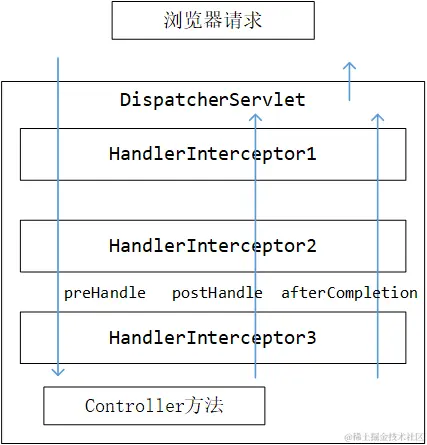 浏览器请求
DispatcherServlet
HandlerInterceptor1
HandlerInterceptor2
preHandle postHandle afterCompletion
HandlerInterceptor3
Controller方法
@稀土掘金技术社区